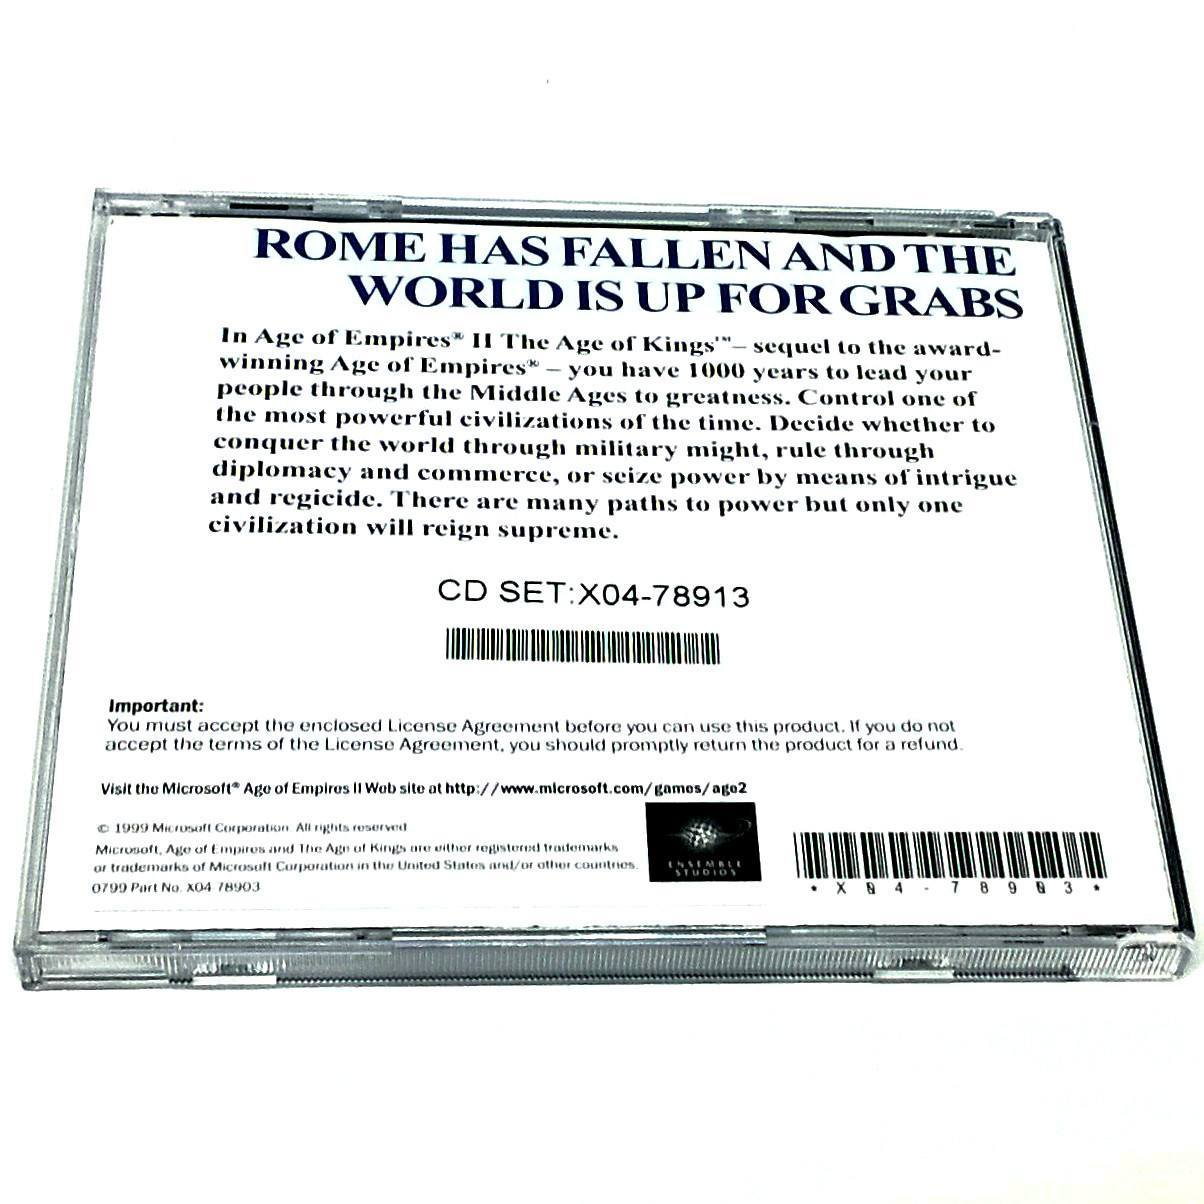 ROME HAS FALLEN AND THE
WORLD IS UP FOR GRABS
In Age of Empires® II The Age of Kings™– sequel to the award-
winning Age of Empires® – you have 1000 years to lead your
people through the Middle Ages to greatness. Control one of
the most powerful civilizations of the time. Decide whether to
conquer the world through military might, rule through
diplomacy and commerce, or seize power by means of intrigue
and regicide. There are many paths to power but only one
civilization will reign supreme.
CD SET:X04-78913
Important:
You must accept the enclosed License Agreement before you can use this product. If you do not
accept the terms of the License Agreement, you should promptly return the product for a refund.
Visit the Microsoft® Age of Empires II Web site at http://www.microsoft.com/games/age2
© 1999 Microsoft Corporation. All rights reserved
Microsoft, Age of Empires and The Age of Kings are either registered trademarks
or trademarks of Microsoft Corporation in the United States and/or other countries.
0799 Part No. X04 78903
ENSEMBLE
STUDIOS
*X04-78903*